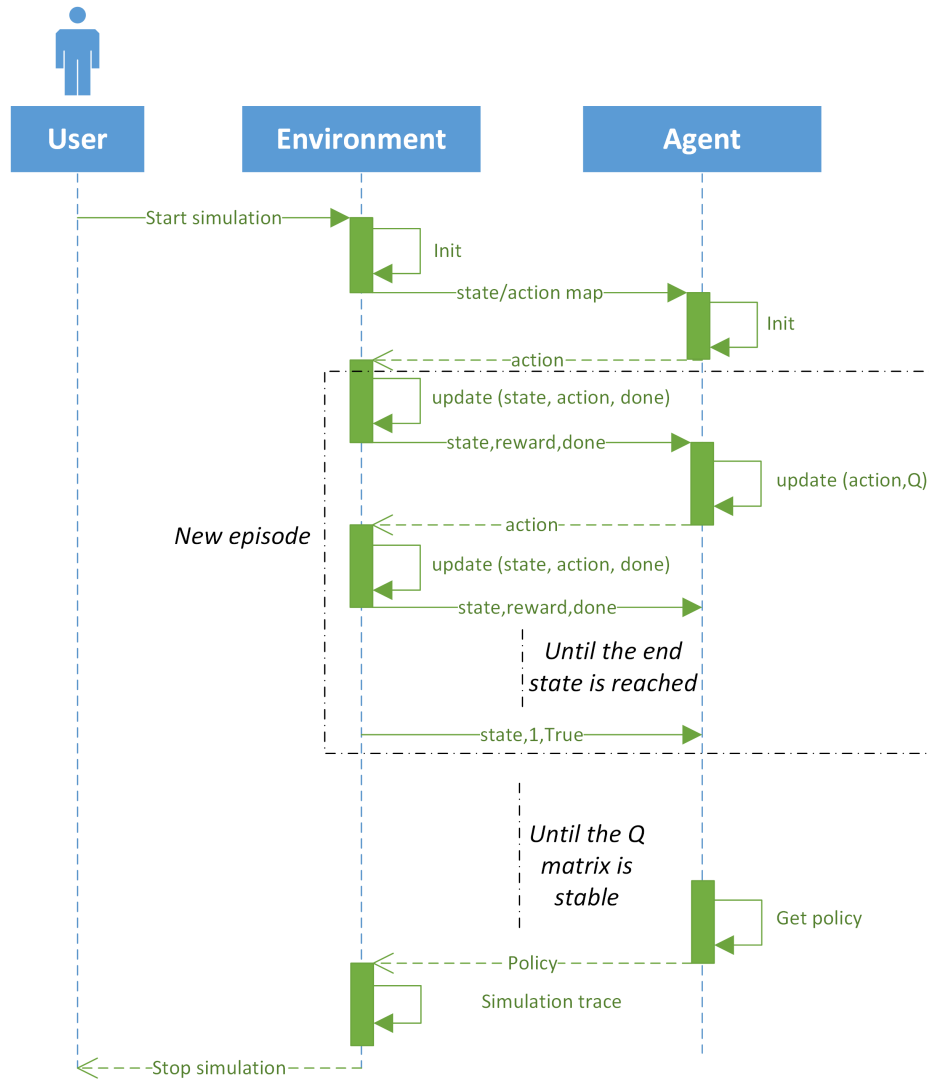 User
Environment
Agent
Start simulation
Init
state/action map
Init
action
update (state, action, done)
state,reward,done
update (action,Q)
action
New episode
update (state, action, done)
state,reward,done
Until the end
state is reached
state,1,True
Until the Q
matrix is
stable
Get policy
Policy
Simulation trace
Stop simulation